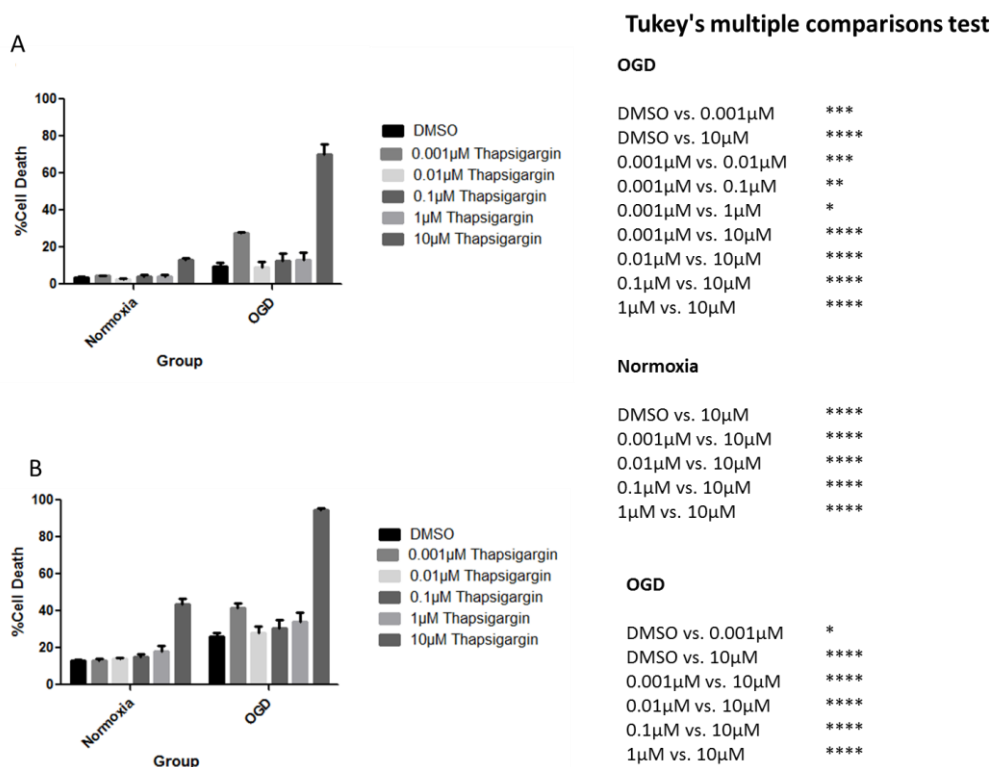 Tukey's multiple comparisons test
A
100
80
60
40
20
0
%Cell Death
Normoxia
OGD
Group
DMSO
0.001µM Thapsigargin
0.01µM Thapsigargin
0.1µM Thapsigargin
1µM Thapsigargin
10µM Thapsigargin
OGD
DMSO vs. 0.001µM ***
DMSO vs. 10µM ****
0.001µM vs. 0.01µM ***
0.001µM vs. 0.1µM **
0.001µM vs. 1µM *
0.001µM vs. 10µM ****
0.01µM vs. 10µM ****
0.1µM vs. 10µM ****
1µM vs. 10µM ****
B
100
80
60
40
20
0
%Cell Death
Normoxia
OGD
Group
DMSO
0.001µM Thapsigargin
0.01µM Thapsigargin
0.1µM Thapsigargin
1µM Thapsigargin
10µM Thapsigargin
Normoxia
DMSO vs. 10µM ****
0.001µM vs. 10µM ****
0.01µM vs. 10µM ****
0.1µM vs. 10µM ****
1µM vs. 10µM ****
OGD
DMSO vs. 0.001µM *
DMSO vs. 10µM ****
0.001µM vs. 10µM ****
0.01µM vs. 10µM ****
0.1µM vs. 10µM ****
1µM vs. 10µM ****